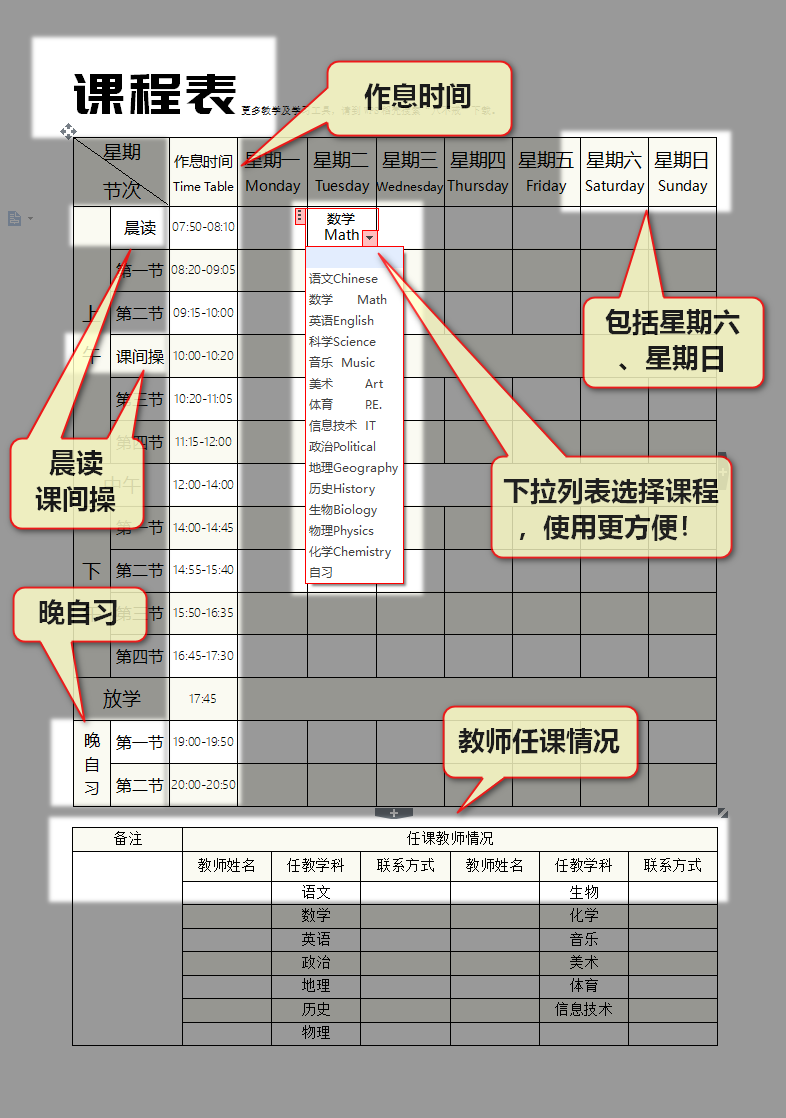 课程表
更多教学及学习工具，请到
作息时间
星期
节次
作息时间
Time Table
星期一
Monday
星期二
Tuesday
星期三
Wednesday
星期四
Thursday
星期五
Friday
星期六
Saturday
星期日
Sunday
晨读
07:50-08:10
数学
Math
第一节
08:20-09:05
语文Chinese
数学 Math
英语English
科学Science
音乐 Music
美术 Art
体育 P.E.
信息技术 IT
政治Political
地理Geography
历史History
生物Biology
物理Physics
化学Chemistry
自习
上
午
第二节
09:15-10:00
课间操
10:00-10:20
第三节
10:20-11:05
第四节
11:15-12:00
中午
12:00-14:00
下
第一节
14:00-14:45
第二节
14:55-15:40
第三节
15:50-16:35
第四节
16:45-17:30
放学
17:45
晚
自
习
第一节
19:00-19:50
第二节
20:00-20:50
包括星期六
、星期日
晨读
课间操
下拉列表选择课程
，使用更方便！
晚自习
教师任课情况
备注
任课教师情况
教师姓名 任教学科 联系方式 教师姓名 任教学科 联系方式
语文 生物
数学 化学
英语 音乐
政治 美术
地理 体育
历史 信息技术
物理